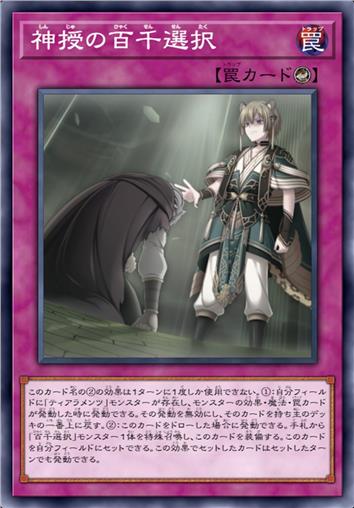 神授の百千選択
罠
【罠カード】
このカード名の②の効果は1ターンに1度しか使用できない。①:自分フィール
ドに「ティアラメンツ」モンスターが存在し、モンスターの効果・魔法・罠カード
が発動した時に発動できる。その発動を無効にし、そのカードを持ち主のデッ
キの一番上に戻す。②:このカードをドローした場合に発動できる。手札から
「百千選択」モンスター1体を特殊召喚し、このカードを装備する。このカード
を自分フィールドにセットできる。この効果でセットしたカードはセットしたター
ンでも発動できる。